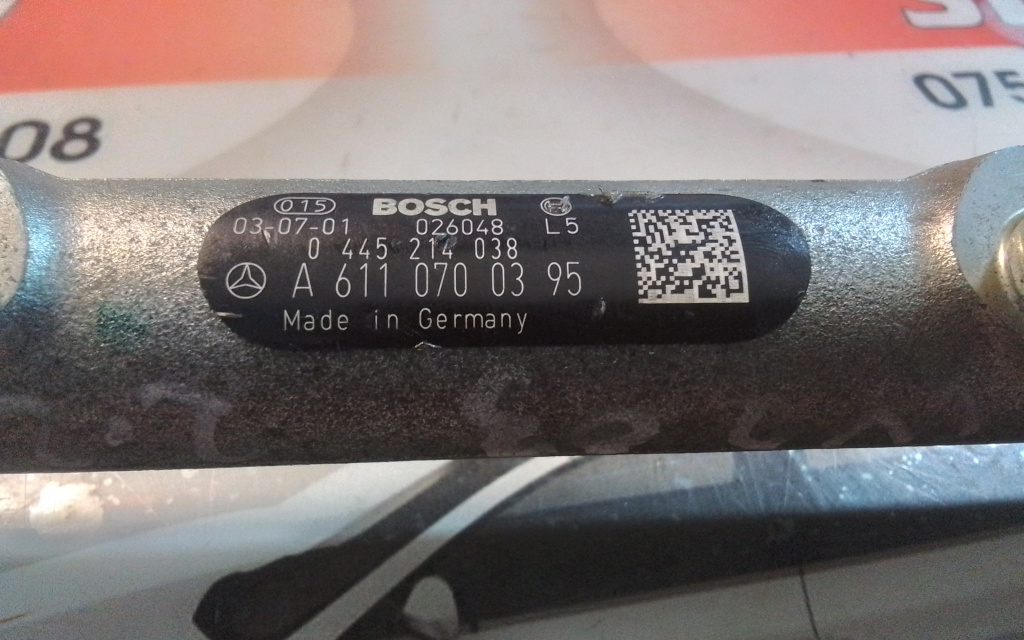 08
075
015 BOSCH
03-07-01 026048 L5
0 445 214 038
A 611 070 03 95
Made in Germany